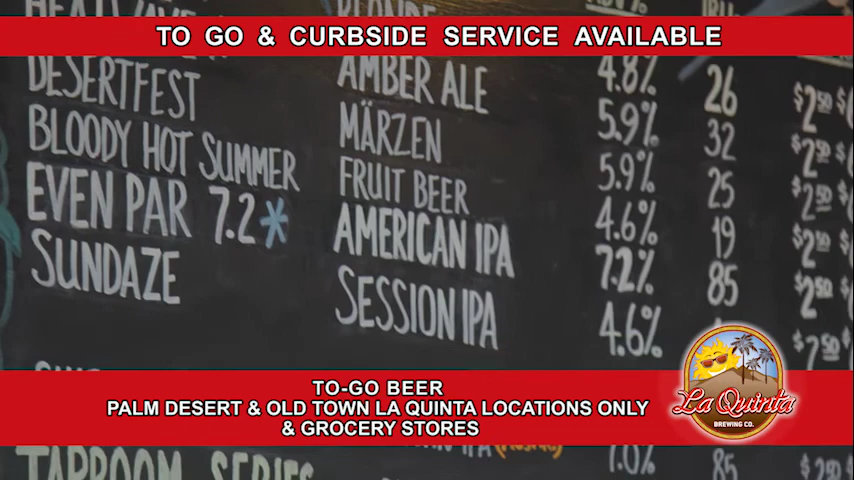 TO GO & CURBSIDE SERVICE AVAILABLE
BLONDE
DESERTFEST
BLOODY HOT SUMMER
EVEN PAR 7.2*
SUNDAZE
AMBER ALE
MÄRZEN
FRUIT BEER
AMERICAN IPA
SESSION IPA
4.8%
5.9%
5.9%
4.6%
7.2%
4.6%
26
32
25
19
85
$2.50
$2.50
$2.50
$2.50
$2.50
$2.50
TO-GO BEER
PALM DESERT & OLD TOWN LA QUINTA LOCATIONS ONLY
& GROCERY STORES
La Quinta
BREWING CO.
TAPROOM SERIES
7.0%
85
$2.50